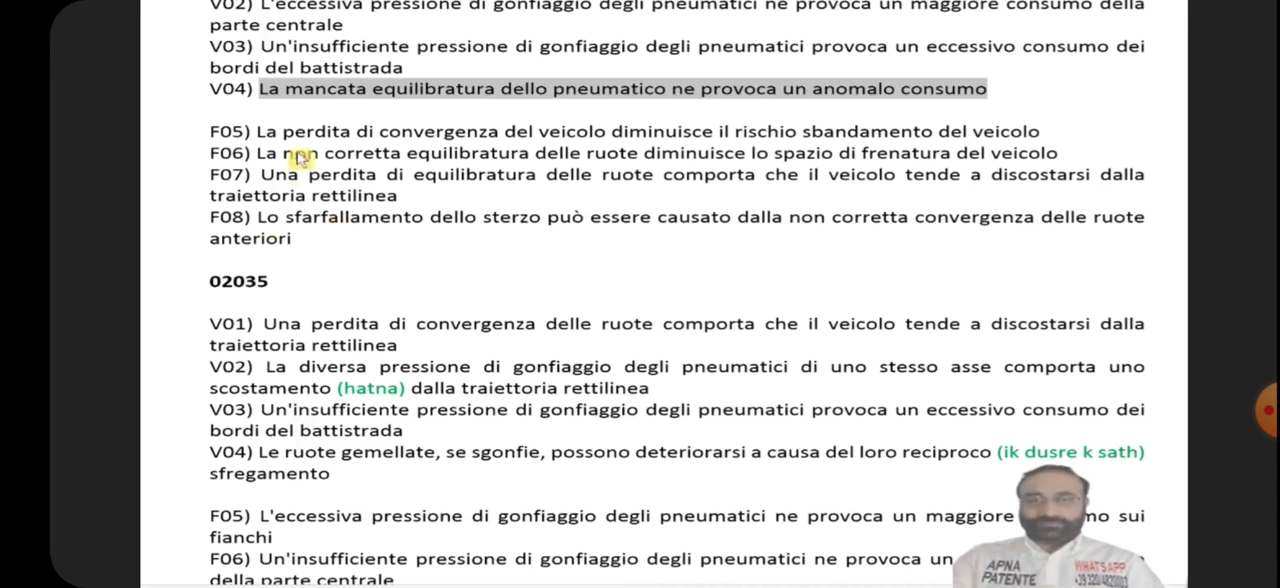 V02) L'eccessiva pressione di gonfiaggio degli pneumatici ne provoca un maggiore consumo della
parte centrale
V03) Un'insufficiente pressione di gonfiaggio degli pneumatici provoca un eccessivo consumo dei
bordi del battistrada
V04) La mancata equilibratura dello pneumatico ne provoca un anomalo consumo
F05) La perdita di convergenza del veicolo diminuisce il rischio sbandamento del veicolo
F06) La non corretta equilibratura delle ruote diminuisce lo spazio di frenatura del veicolo
F07) Una perdita di equilibratura delle ruote comporta che il veicolo tende a discostarsi dalla
traiettoria rettilinea
F08) Lo sfarfallamento dello sterzo può essere causato dalla non corretta convergenza delle ruote
anteriori
02035
V01) Una perdita di convergenza delle ruote comporta che il veicolo tende a discostarsi dalla
traiettoria rettilinea
V02) La diversa pressione di gonfiaggio degli pneumatici di uno stesso asse comporta uno
scostamento (hatna) dalla traiettoria rettilinea
V03) Un'insufficiente pressione di gonfiaggio degli pneumatici provoca un eccessivo consumo dei
bordi del battistrada
V04) Le ruote gemellate, se sgonfie, possono deteriorarsi a causa del loro reciproco (ik dusre k sath)
sfregamento
F05) L'eccessiva pressione di gonfiaggio degli pneumatici ne provoca un maggiore mo sui
fianchi
F06) Un'insufficiente pressione di gonfiaggio degli pneumatici ne provoca un
della parte centrale
APNA
PATENTE
WHATSAPP